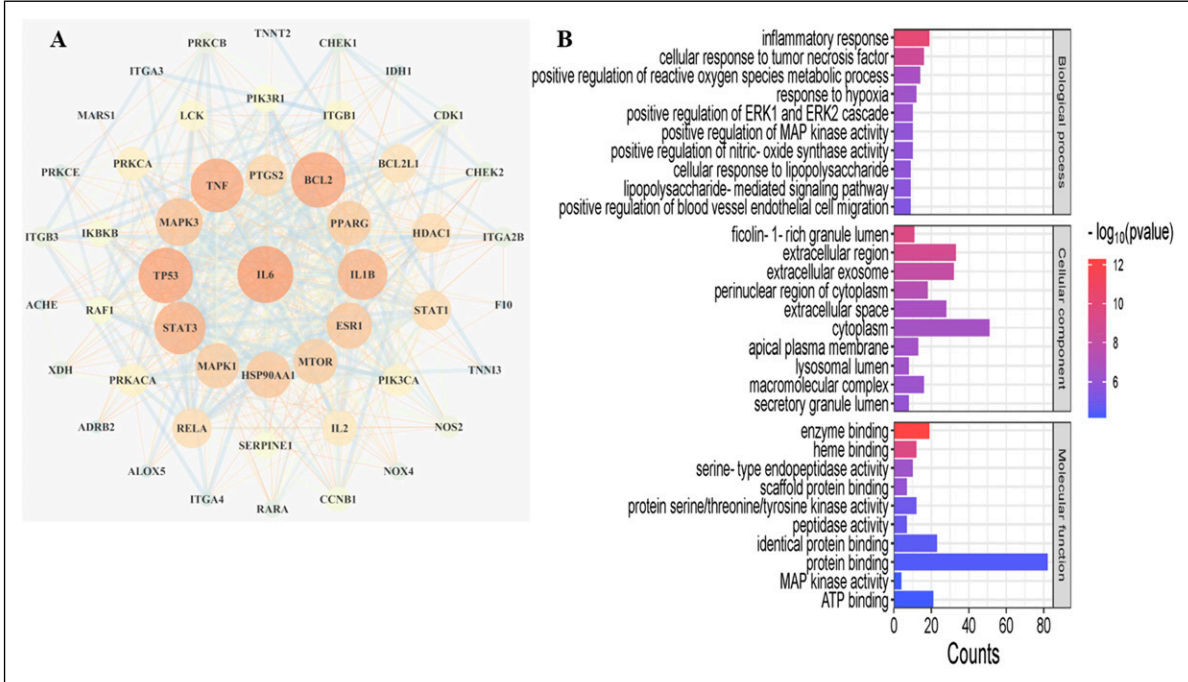 A
TNNT2
PRKCB
CHEK1
ITGA3
IDH1
PIK3R1
MARS1
LCK
ITGB1
CDK1
PRKCE
PRKCA
TNF
PTGS2
BCL2
BCL2L1
CHEK2
MAPK3
PPARG
ITGB3
IKBKB
HDAC1
ITGA2B
TP53
IL6
IL1B
ACHE
RAF1
STAT1
F10
STAT3
ESR1
XDH
PRKACA
MAPK1
HSP90AA1
MTOR
PIK3CA
TNNI3
ADRB2
RELA
IL2
NOS2
SERPINE1
ALOX5
NOX4
ITGA4
RARA
CCNB1
B
inflammatory response
cellular response to tumor necrosis factor
positive regulation of reactive oxygen species metabolic process
response to hypoxia
positive regulation of ERK1 and ERK2 cascade
positive regulation of MAP kinase activity
positive regulation of nitric- oxide synthase activity
cellular response to lipopolysaccharide
lipopolysaccharide- mediated signaling pathway
positive regulation of blood vessel endothelial cell migration
Biological process
ficolin- 1- rich granule lumen
extracellular region
extracellular exosome
perinuclear region of cytoplasm
extracellular space
cytoplasm
apical plasma membrane
lysosomal lumen
macromolecular complex
secretory granule lumen
Cellular component
enzyme binding
heme binding
serine- type endopeptidase activity
scaffold protein binding
protein serine/threonine/tyrosine kinase activity
peptidase activity
identical protein binding
protein binding
MAP kinase activity
ATP binding
Molecular function
0 20 40 60 80
Counts
- log10(pvalue)
12
10
8
6